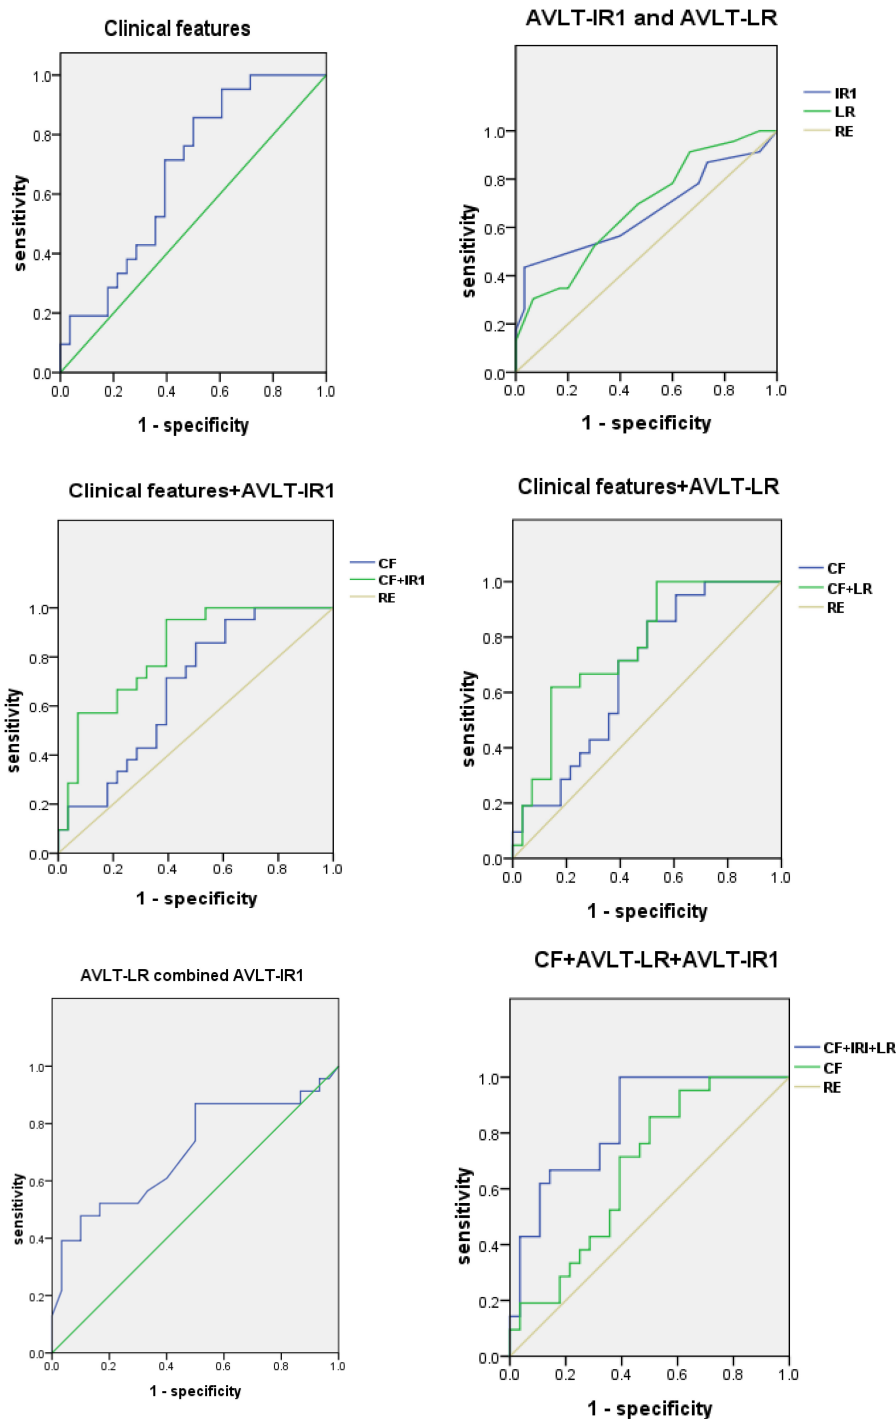 Clinical features
1.0
0.8
0.6
0.4
0.2
0.0
sensitivity
0.0 0.2 0.4 0.6 0.8 1.0
1 - specificity
AVLT-IR1 and AVLT-LR
1.0
0.8
0.6
0.4
0.2
0.0
sensitivity
0.0 0.2 0.4 0.6 0.8 1.0
1 - specificity
IR1
LR
RE
Clinical features+AVLT-IR1
1.0
0.8
0.6
0.4
0.2
0.0
sensitivity
0.0 0.2 0.4 0.6 0.8 1.0
1 - specificity
CF
CF+IR1
RE
Clinical features+AVLT-LR
1.0
0.8
0.6
0.4
0.2
0.0
sensitivity
0.0 0.2 0.4 0.6 0.8 1.0
1 - specificity
CF
CF+LR
RE
AVLT-LR combined AVLT-IR1
1.0
0.8
0.6
0.4
0.2
0.0
sensitivity
0.0 0.2 0.4 0.6 0.8 1.0
1 - specificity
CF+AVLT-LR+AVLT-IR1
1.0
0.8
0.6
0.4
0.2
0.0
sensitivity
0.0 0.2 0.4 0.6 0.8 1.0
1 - specificity
CF+IRI+LR
CF
RE